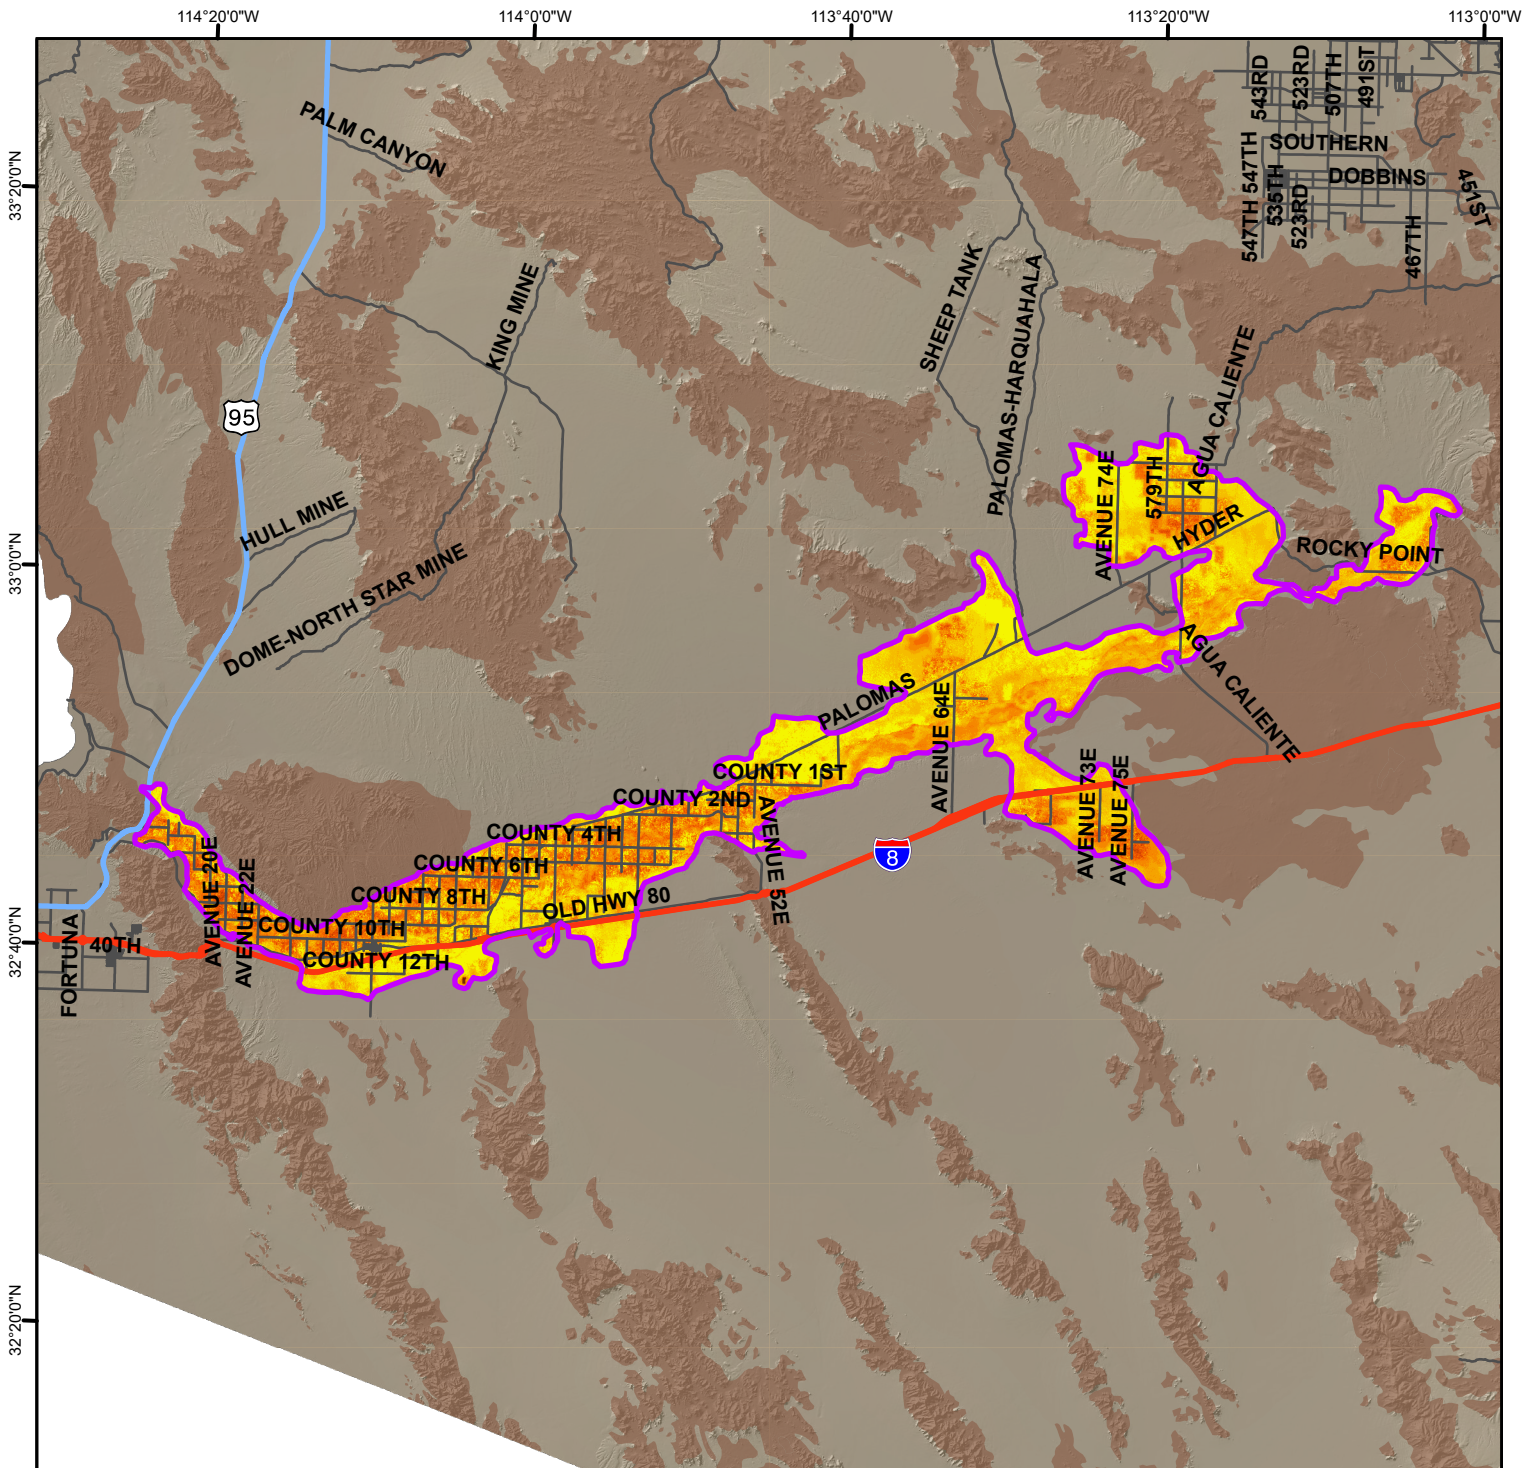 114°20'0"W
114°0'0"W
113°40'0"W
113°20'0"W
113°0'0"W
33°20'0"N
33°0'0"N
32°40'0"N
32°20'0"N
PALM CANYON
543RD
523RD
507TH
491ST
SOUTHERN
DOBBINS
547TH
547TH
535TH
523RD
451ST
467TH
KING MINE
SHEEP TANK
PALOMAS-HARQUAHALA
AGUA CALIENTE
95
HULL MINE
DOME-NORTH STAR MINE
AVENUE 74E
579TH
HYDER
ROCKY POINT
AGUA CALIENTE
PALOMAS
AVENUE 64E
COUNTY 1ST
COUNTY 2ND
AVENUE 73E
AVENUE 75E
COUNTY 4TH
AVENUE 52E
8
COUNTY 6TH
AVENUE 20E
AVENUE 22E
COUNTY 8TH
OLD HWY 80
COUNTY 10TH
FORTUNA
40TH
COUNTY 12TH